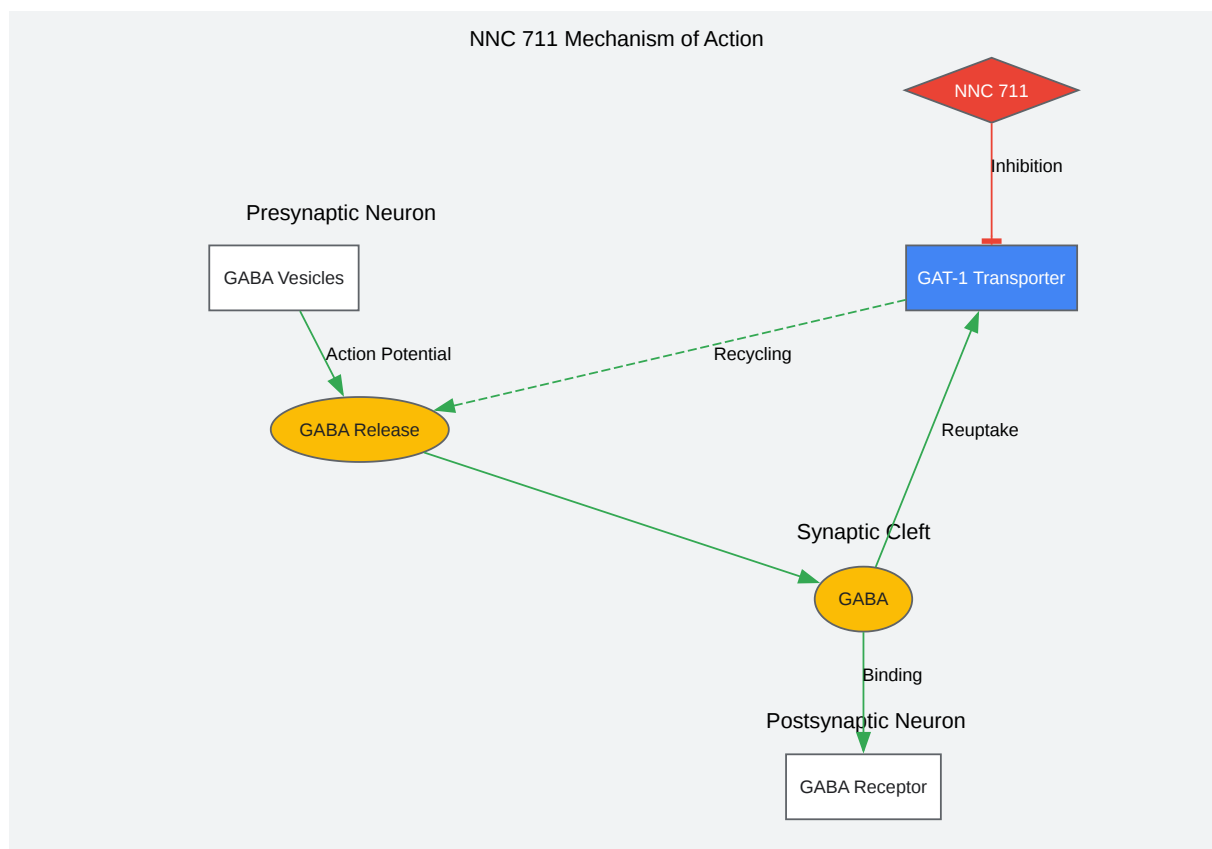 NNC 711 Mechanism of Action
NNC 711
Inhibition
Presynaptic Neuron
GABA Vesicles
GAT-1 Transporter
Action Potential
Recycling
GABA Release
Reuptake
Synaptic Cleft
GABA
Binding
Postsynaptic Neuron
GABA Receptor